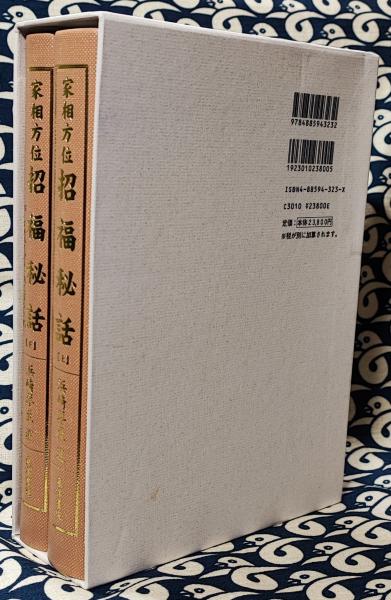 家相方位 招福秘話 [下]
家相方位 招福秘話 [上]
9784885943232
1923010238005
ISBN4-88594-323-X
C3010 ¥23800E
定価:本体23,800円
※税が別に加算されます。